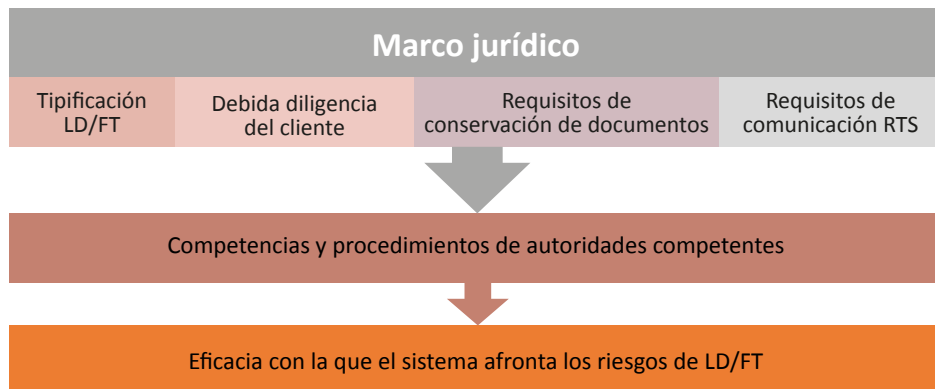 Marco jurídico
Tipificación
LD/FT
Debida diligencia
del cliente
Requisitos de
conservación de documentos
Requisitos de
comunicación RTS
Competencias y procedimientos de autoridades competentes
Eficacia con la que el sistema afronta los riesgos de LD/FT